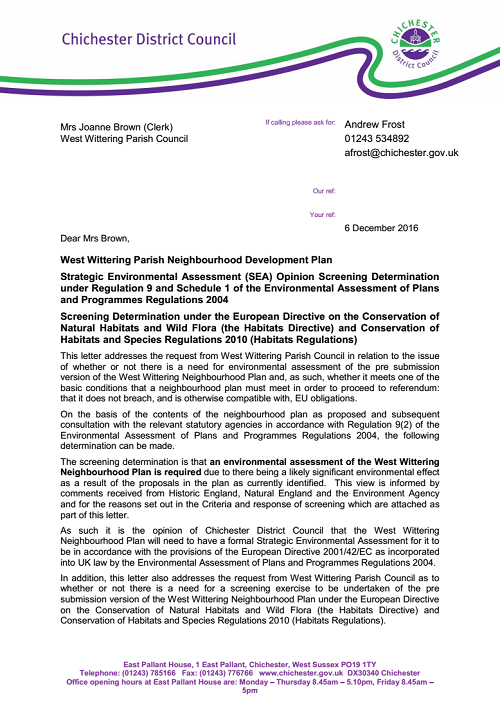 Chichester District Council
CHICHESTER
District Council
Mrs Joanne Brown (Clerk)
West Wittering Parish Council
If calling please ask for:
Andrew Frost
01243 534892
afrost@chichester.gov.uk
Our ref:
Your ref:
6 December 2016
Dear Mrs Brown,
West Wittering Parish Neighbourhood Development Plan
Strategic Environmental Assessment (SEA) Opinion Screening Determination
under Regulation 9 and Schedule 1 of the Environmental Assessment of Plans
and Programmes Regulations 2004
Screening Determination under the European Directive on the Conservation of
Natural Habitats and Wild Flora (the Habitats Directive) and Conservation of
Habitats and Species Regulations 2010 (Habitats Regulations)
This letter addresses the request from West Wittering Parish Council in relation to the issue
of whether or not there is a need for environmental assessment of the pre submission
version of the West Wittering Neighbourhood Plan and, as such, whether it meets one of the
basic conditions that a neighbourhood plan must meet in order to proceed to referendum:
that it does not breach, and is otherwise compatible with, EU obligations.
On the basis of the contents of the neighbourhood plan as proposed and subsequent
consultation with the relevant statutory agencies in accordance with Regulation 9(2) of the
Environmental Assessment of Plans and Programmes Regulations 2004, the following
determination can be made.
The screening determination is that an environmental assessment of the West Wittering
Neighbourhood Plan is required due to there being a likely significant environmental effect
as a result of the proposals in the plan as currently identified. This view is informed by
comments received from Historic England, Natural England and the Environment Agency
and for the reasons set out in the Criteria and response of screening which are attached as
part of this letter.
As such it is the opinion of Chichester District Council that the West Wittering
Neighbourhood Plan will need to have a formal Strategic Environmental Assessment for it to
be in accordance with the provisions of the European Directive 2001/42/EC as incorporated
into UK law by the Environmental Assessment of Plans and Programmes Regulations 2004.
In addition, this letter also addresses the request from West Wittering Parish Council as to
whether or not there is a need for a screening exercise to be undertaken of the pre
submission version of the West Wittering Neighbourhood Plan under the European Directive
on the Conservation of Natural Habitats and Wild Flora (the Habitats Directive) and
Conservation of Habitats and Species Regulations 2010 (Habitats Regulations).
East Pallant House, 1 East Pallant, Chichester, West Sussex PO19 1TY
Telephone: (01243) 785166 Fax: (01243) 776766 www.chichester.gov.uk DX30340 Chichester
Office opening hours at East Pallant House are: Monday – Thursday 8.45am – 5.10pm, Friday 8.45am –
5pm